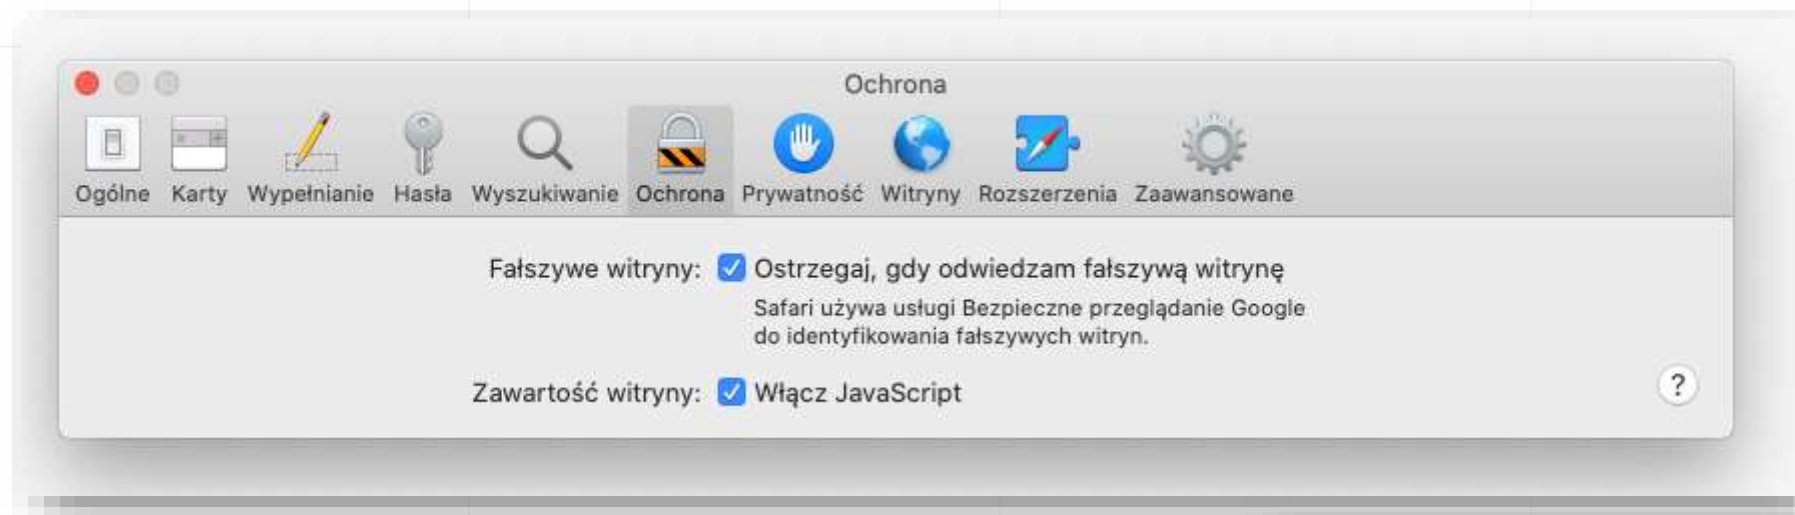 Ochrona
Ogólne Karty Wypełnianie Hasła Wyszukiwanie Ochrona Prywatność Witryny Rozszerzenia Zaawansowane
Fałszywe witryny: Ostrzegaj, gdy odwiedzam fałszywą witrynę
Safari używa usługi Bezpieczne przeglądanie Google
do identyfikowania fałszywych witryn.
Zawartość witryny: Włącz JavaScript
?